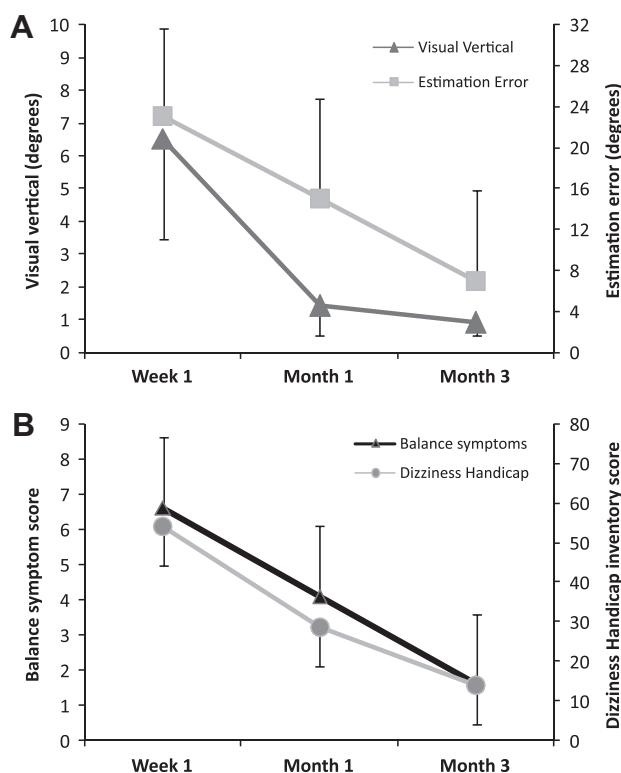 A
10
9
8
7
6
5
4
3
2
1
0
Visual vertical (degrees)
32
28
24
20
16
12
8
4
0
Estimation error (degrees)
Visual Vertical
Estimation Error
Week 1
Month 1
Month 3
B
9
8
7
6
5
4
3
2
1
0
Balance symptom score
80
70
60
50
40
30
20
10
0
Dizziness Handicap inventory score
Balance symptoms
Dizziness Handicap
Week 1
Month 1
Month 3